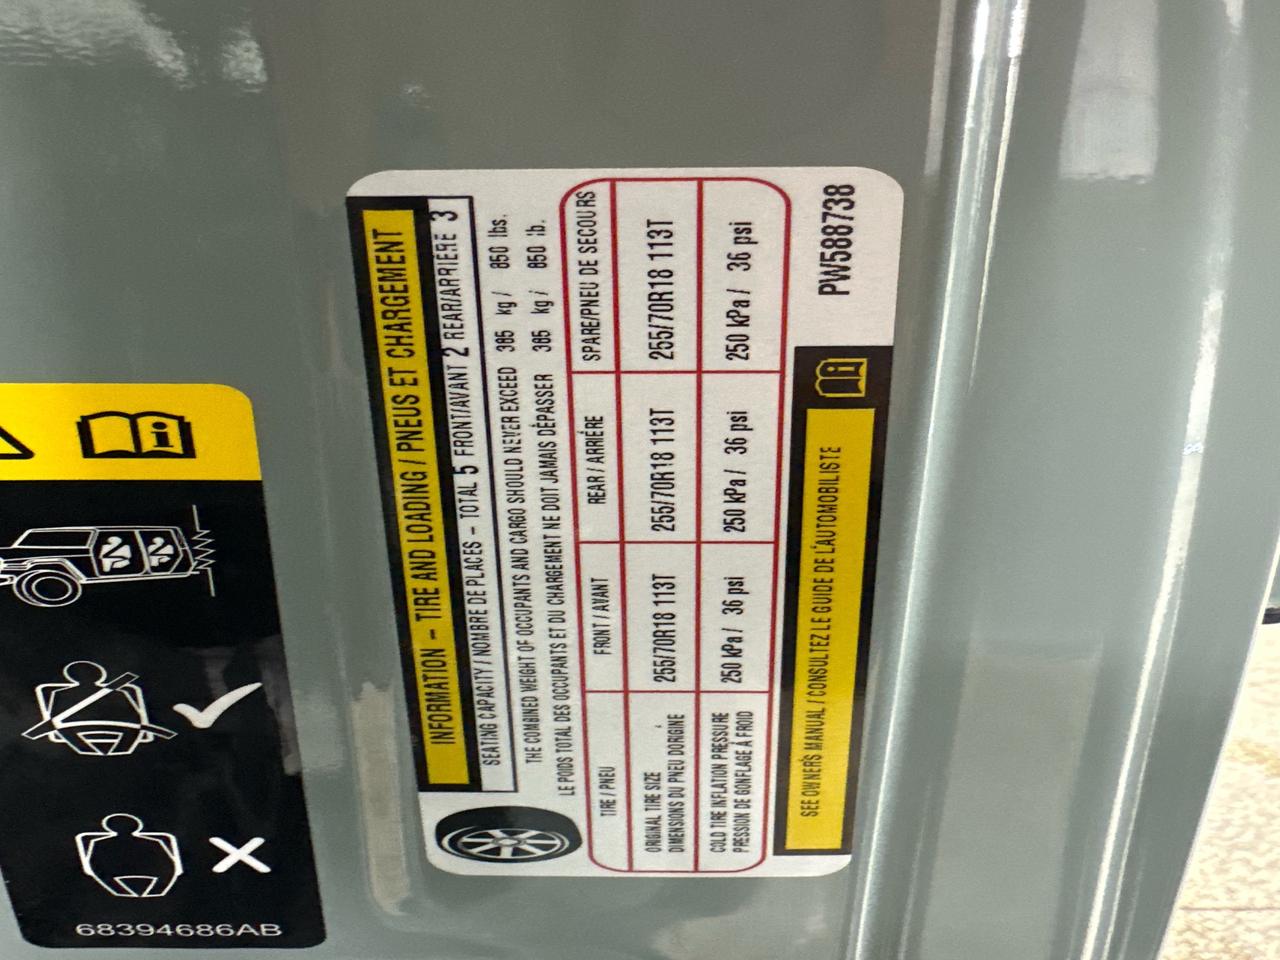 INFORMATION – TIRE AND LOADING / PNEUS ET CHARGEMENT
SEATING CAPACITY / NOMBRE DE PLACES – TOTAL 5 FRONT/AVANT 2 REAR/ARRIÈRE 3
THE COMBINED WEIGHT OF OCCUPANTS AND CARGO SHOULD NEVER EXCEED 385 kg / 850 lbs.
LE POIDS TOTAL DES OCCUPANTS ET DU CHARGEMENT NE DOIT JAMAIS DÉPASSER 385 kg / 850 lb.
TIRE / PNEU FRONT / AVANT REAR / ARRIÉRE SPARE/PNEU DE SECOURS
ORIGINAL TIRE SIZE
DIMENSIONS DU PNEU DORIGINE
255/70R18 113T 255/70R18 113T 255/70R18 113T
COLD TIRE INFLATION PRESSURE
PRESSION DE GONFLAGE À FROID
250 kPa / 36 psi 250 kPa / 36 psi 250 kPa / 36 psi
SEE OWNER'S MANUAL / CONSULTEZ LE GUIDE DE L'AUTOMOBILISTE
PW588738
68394686AB